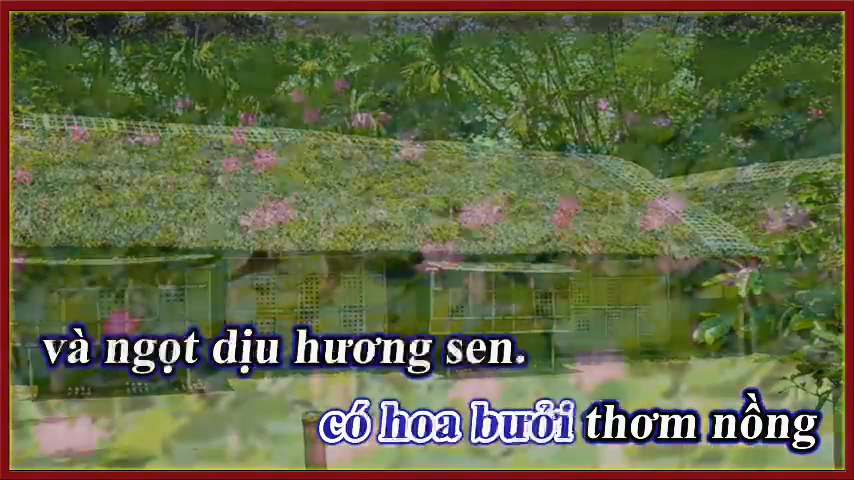 và ngọt dịu hương sen.
có hoa bưởi thơm nồng